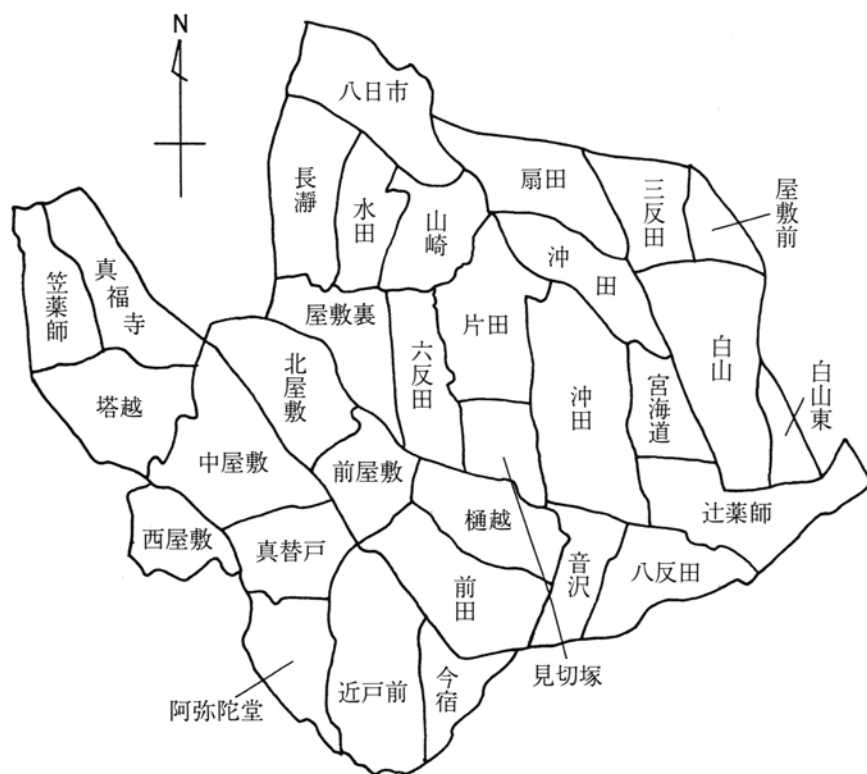 N
八日市
長瀞
水田
山崎
扇田
三反田
屋敷前
沖田
笠薬師
真福寺
屋敷裏
六反田
片田
白山
北屋敷
沖田
宮海道
白山東
塔越
中屋敷
前屋敷
樋越
辻薬師
西屋敷
真替戸
前田
音沢
八反田
見切塚
阿弥陀堂
近戸前
今宿